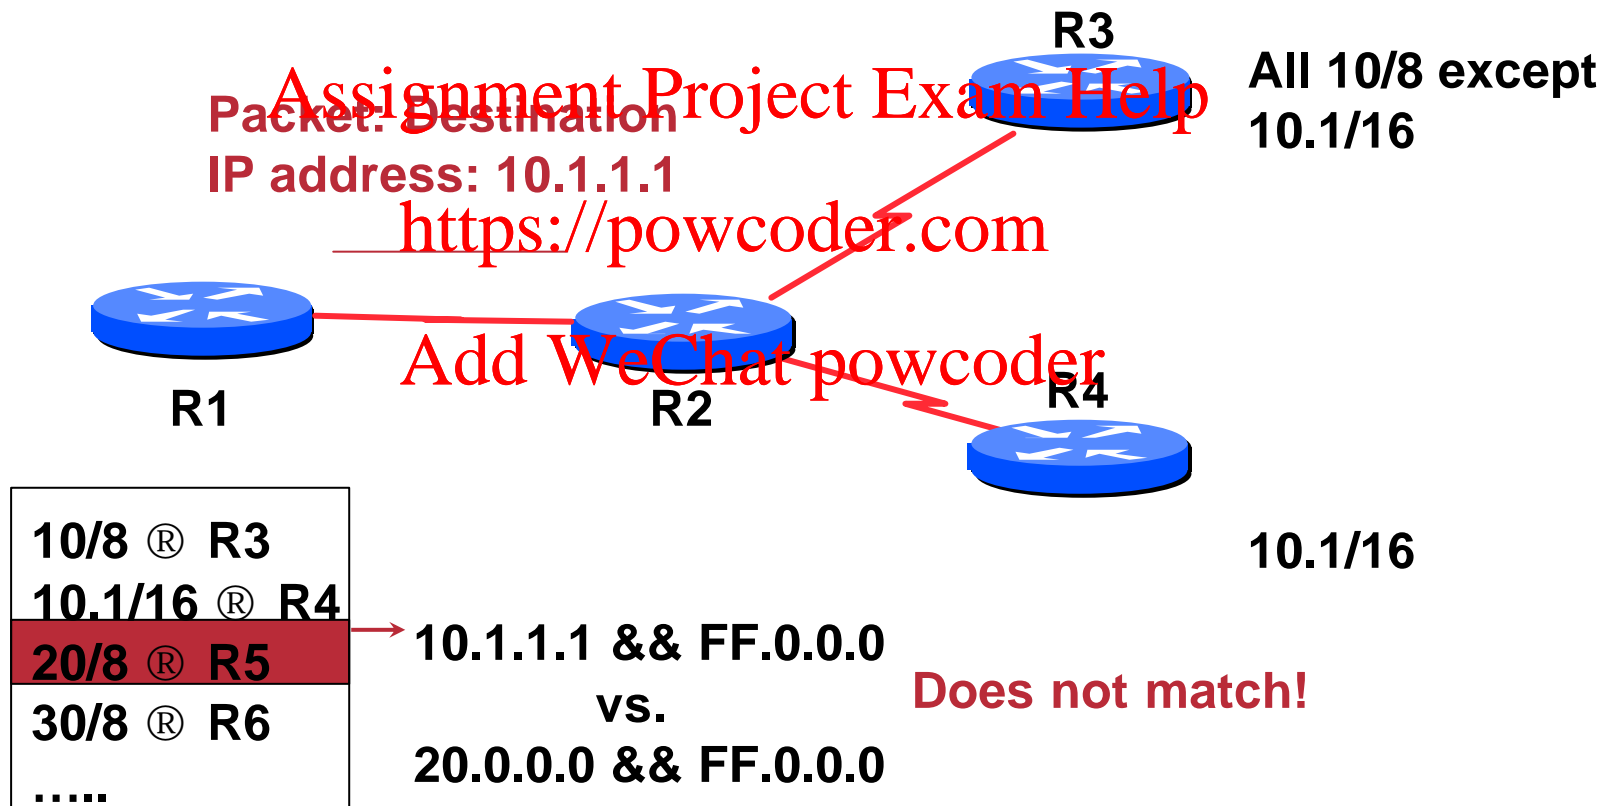 R3
All 10/8 except
10.1/16
Assignment Project Exam Help
Packet: Destination
IP address: 10.1.1.1
https://powcoder.com
Add WeChat powcoder
R1
R2
R4
10.1/16
10/8 ® R3
10.1/16 ® R4
20/8 ® R5
30/8 ® R6
…..
10.1.1.1 && FF.0.0.0
vs.
20.0.0.0 && FF.0.0.0
Does not match!